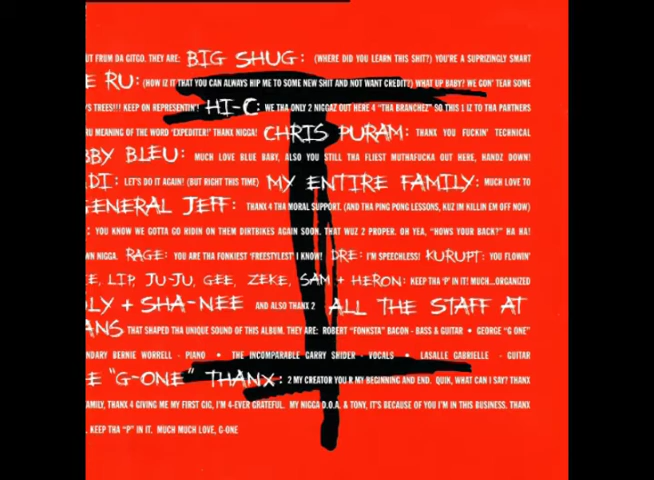 UT FRUM DA GITGO. THEY ARE: BIG SHUG: (WHERE DID YOU LEARN THIS SHIT?) YOU'RE A SUPRIZINGLY SMART
E RU: (HOW IZ IT THAT YOU CAN ALWAYS HIP ME TO SOME NEW SHIT AND NOT WANT CREDIT?) WHAT UP BABY? WE GON' TEAR SOME
S TREES!!! KEEP ON REPRESENTIN'! HI-C: WE THA ONLY 2 NIGGAZ OUT HERE 4 "THA BRANCHEZ" SO THIS 1 IZ TO THA PARTNERS
RU MEANING OF THE WORD "EXPEDITER!" THANX NIGGA! CHRIS PURAM: THANX YOU FUCKIN' TECHNICAL
BBY BLEU: MUCH LOVE BLUE BABY, ALSO YOU STILL THA FLIEST MUTHAFUCKA OUT HERE, HANDZ DOWN!
DI: LET'S DO IT AGAIN! (BUT RIGHT THIS TIME) MY ENTIRE FAMILY: MUCH LOVE TO
GENERAL JEFF: THANX 4 THA MORAL SUPPORT. (AND THA PING PONG LESSONS, KUZ IM KILLIN EM OFF NOW)
: YOU KNOW WE GOTTA GO RIDIN ON THEM DIRTBIKES AGAIN SOON. THAT WUZ 2 PROPER. OH YEA, "HOWS YOUR BACK?" HA HA!
WN NIGGA. RAGE: YOU ARE THA FONKIEST 'FREESTYLEST' I KNOW! DRE: I'M SPEECHLESS! KURUPT: YOU FLOWIN'
E, LIP, JU-JU, GEE, ZEKE, SAM + HERON: KEEP THA 'P' IN IT! MUCH...ORGANIZED
LY + SHA-NEE AND ALSO THANX 2 ALL THE STAFF AT
ANS THAT SHAPED THA UNIQUE SOUND OF THIS ALBUM. THEY ARE: ROBERT "FONKSTA" BACON - BASS & GUITAR • GEORGE "G ONE"
NDARY BERNIE WORRELL - PIANO • THE INCOMPARABLE GARRY SHIDER - VOCALS • LASALLE GABRIELLE - GUITAR
E "G-ONE" THANX: 2 MY CREATOR YOU R MY BEGINNING AND END. QUIK, WHAT CAN I SAY? THANX
FAMILY, THANX 4 GIVING ME MY FIRST GIG, I'M 4-EVER GRATEFUL. MY NIGGA D.O.A. & TONY, IT'S BECAUSE OF YOU I'M IN THIS BUSINESS. THANX
. KEEP THA "P" IN IT. MUCH MUCH LOVE, G-ONE